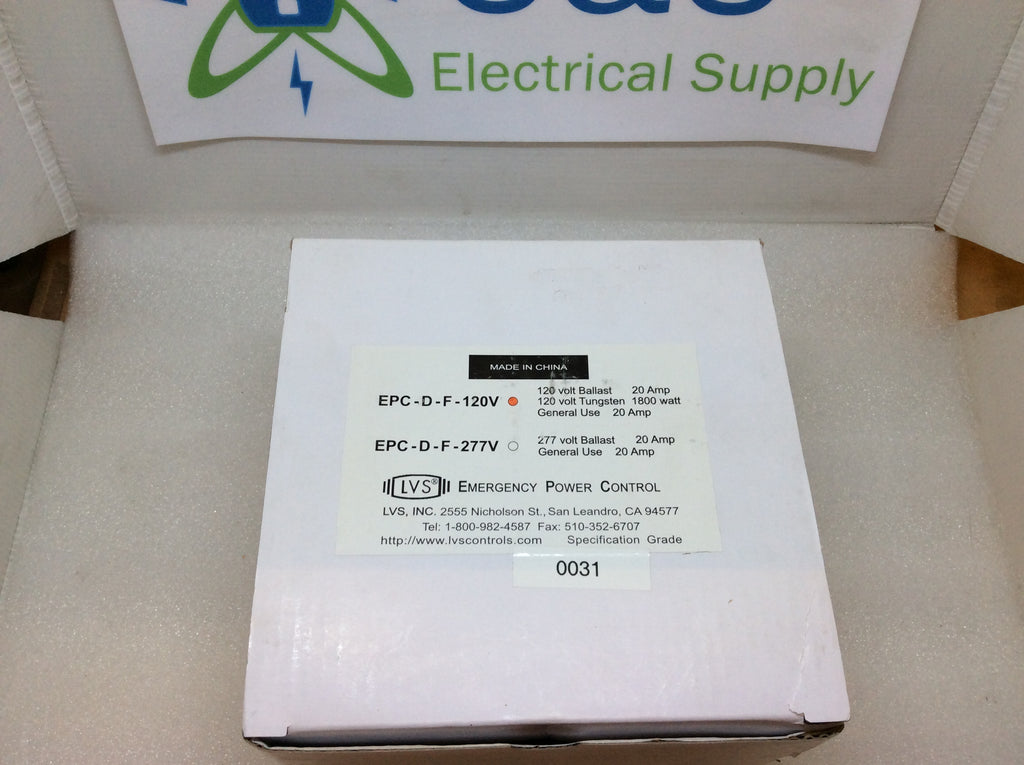 Electrical Supply
MADE IN CHINA
EPC-D-F-120V
120 volt Ballast 20 Amp
120 volt Tungsten 1800 watt
General Use 20 Amp
EPC-D-F-277V
277 volt Ballast 20 Amp
General Use 20 Amp
LVS® EMERGENCY POWER CONTROL
LVS, INC. 2555 Nicholson St., San Leandro, CA 94577
Tel: 1-800-982-4587 Fax: 510-352-6707
http://www.lvscontrols.com Specification Grade
0031